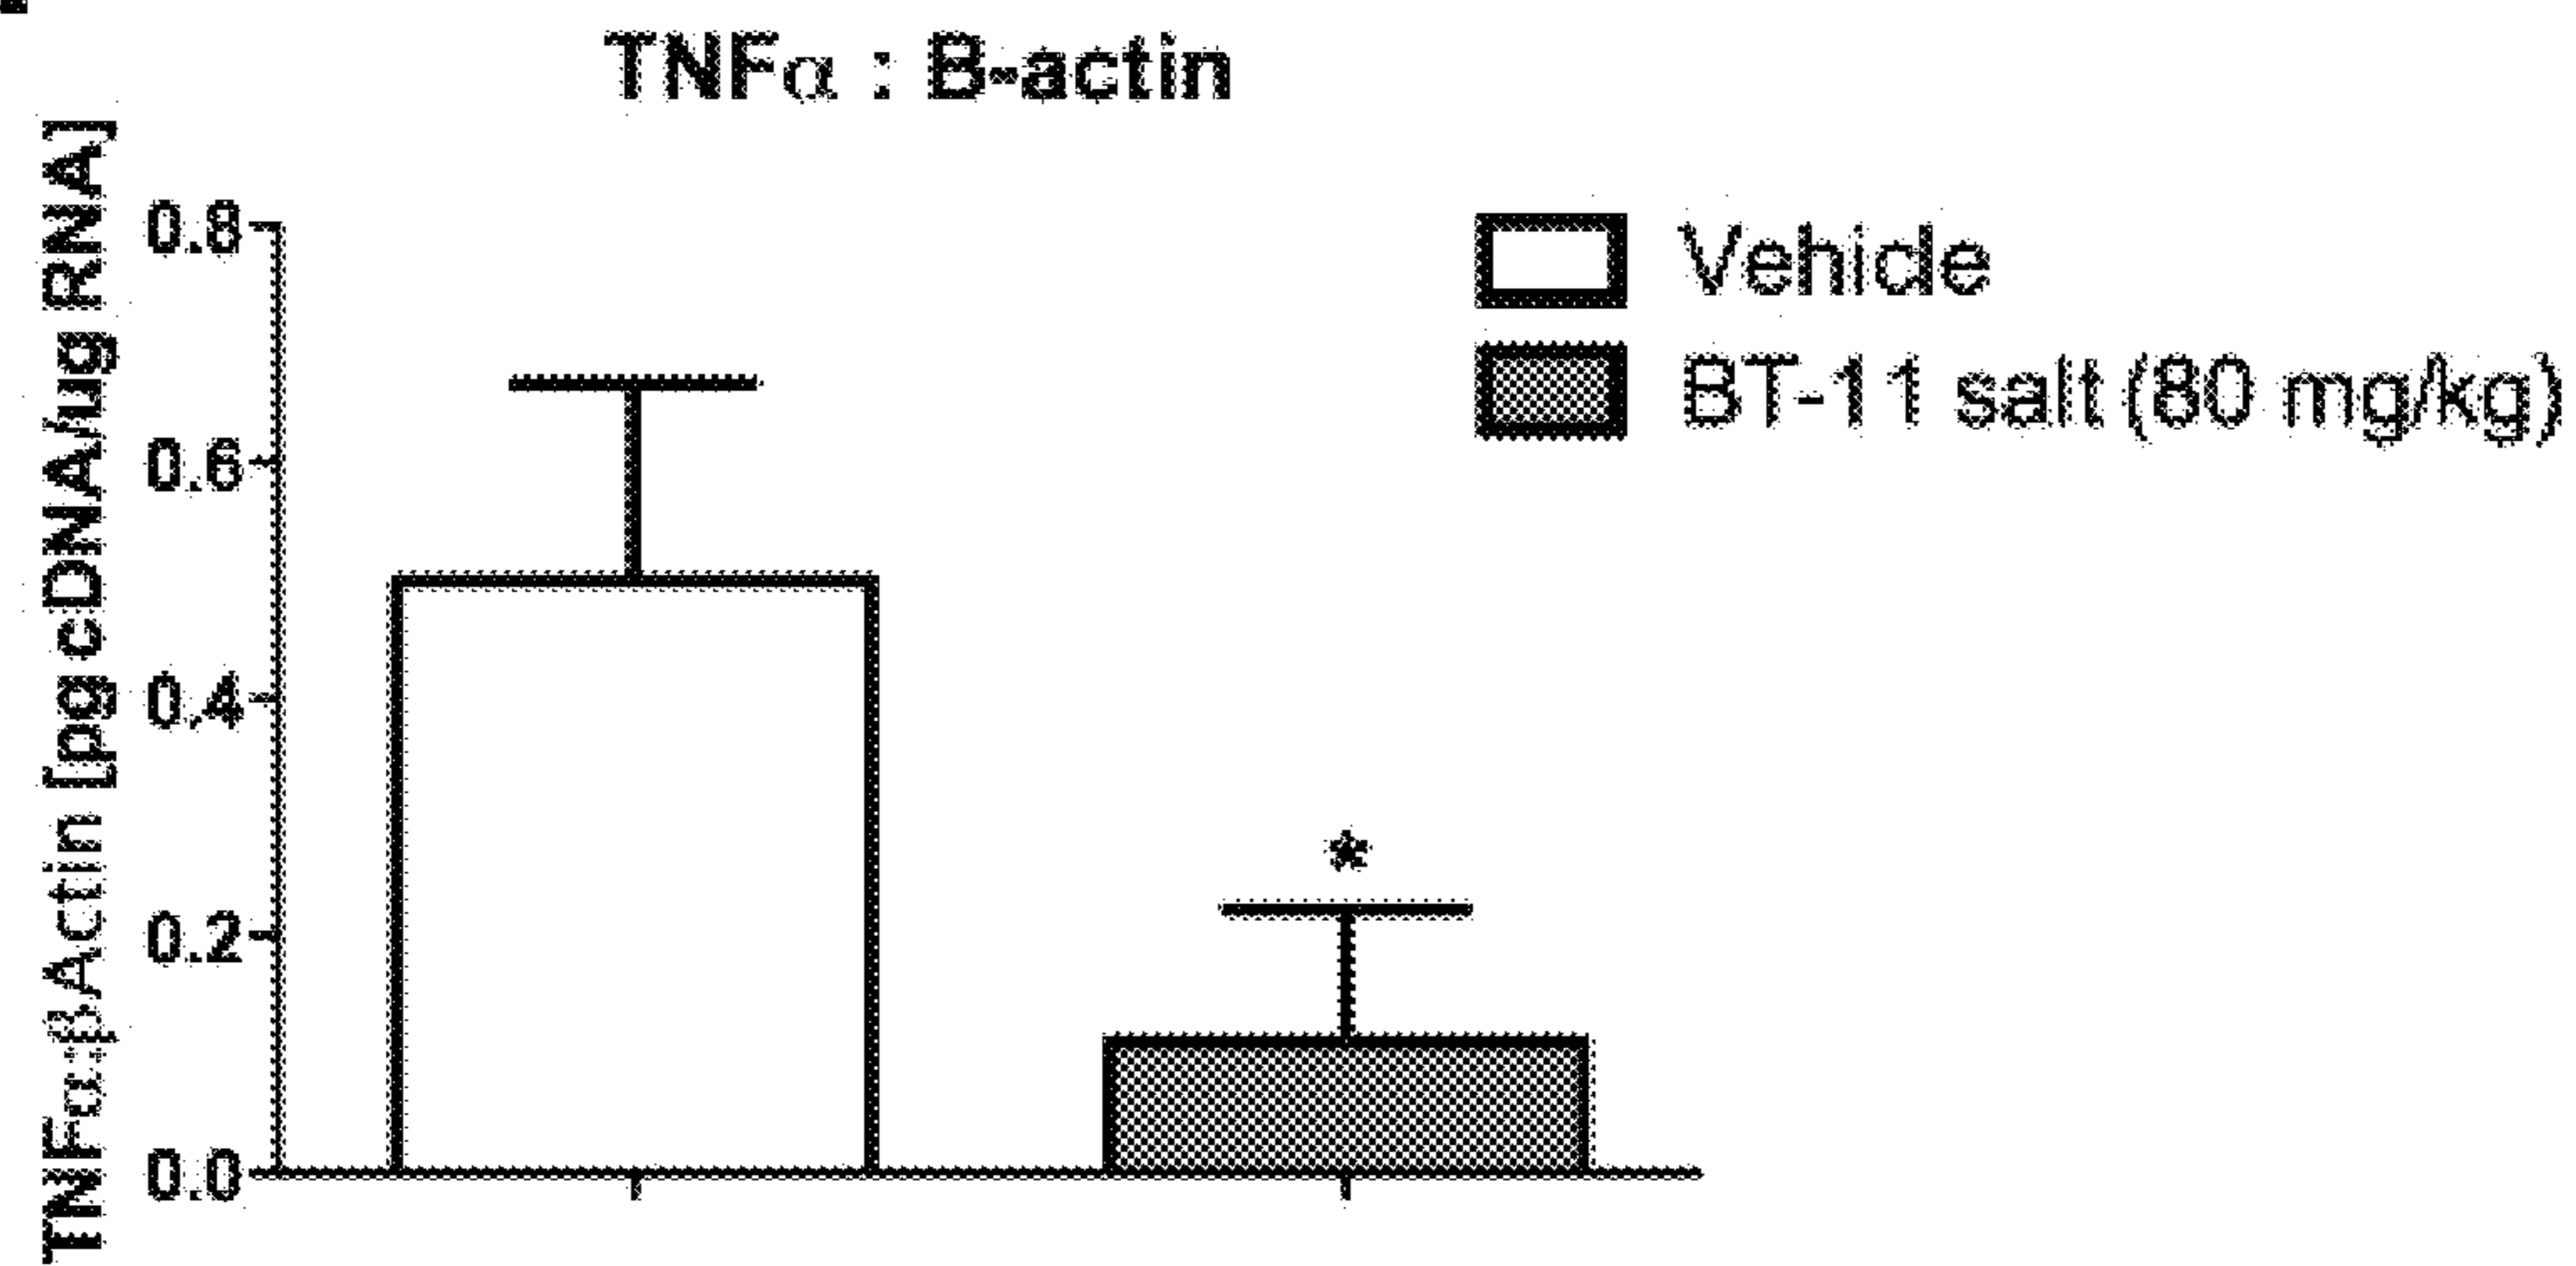 TNFα : B-actin
TNFα:βActin [pg cDNA/ug RNA]
0.8
0.6
0.4
0.2
0.0
*
Vehicle
BT-11 salt (80 mg/kg)